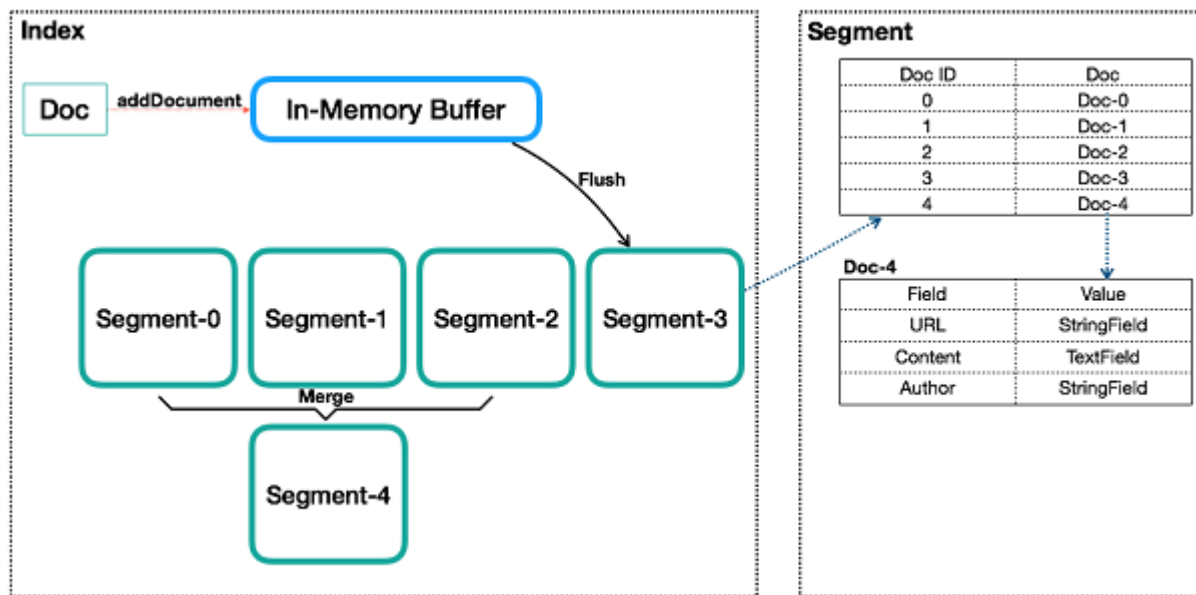 Index
Doc
addDocument
In-Memory Buffer
Flush
Segment-0
Segment-1
Segment-2
Segment-3
Merge
Segment-4
Segment
Doc ID Doc
0 Doc-0
1 Doc-1
2 Doc-2
3 Doc-3
4 Doc-4
Doc-4
Field Value
URL StringField
Content TextField
Author StringField